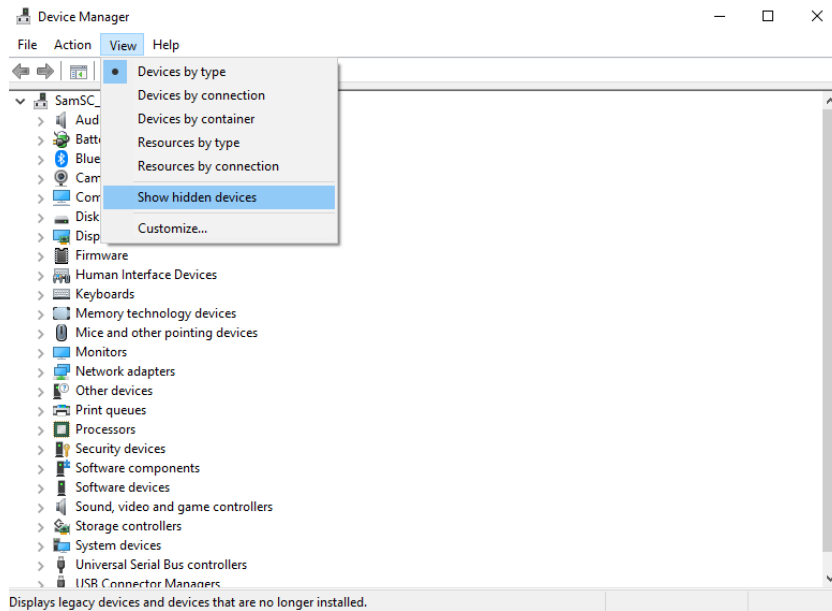 Device Manager
File Action View Help
Devices by type
Devices by connection
Devices by container
Resources by type
Resources by connection
Show hidden devices
Customize...
SamSC_
Aud
Batt
Blue
Cam
Com
Disk
Disp
Firmware
Human Interface Devices
Keyboards
Memory technology devices
Mice and other pointing devices
Monitors
Network adapters
Other devices
Print queues
Processors
Security devices
Software components
Software devices
Sound, video and game controllers
Storage controllers
System devices
Universal Serial Bus controllers
USB Connector Managers
Displays legacy devices and devices that are no longer installed.